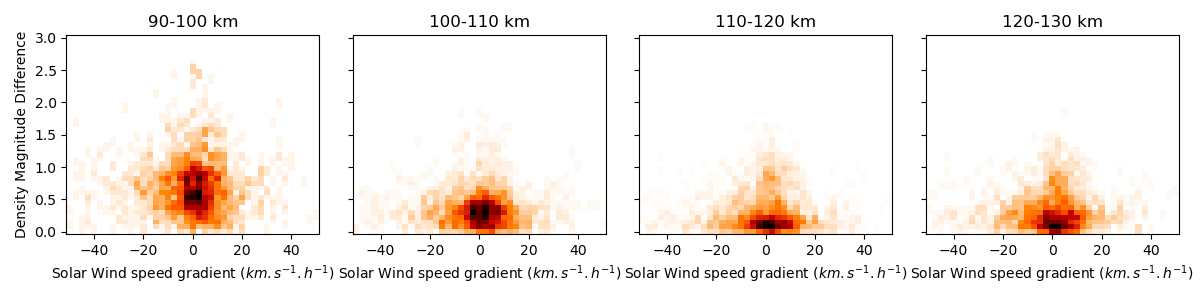 90-100 km
100-110 km
110-120 km
120-130 km
Density Magnitude Difference
3.0
2.5
2.0
1.5
1.0
0.5
0.0
−40 −20 0 20 40
−40 −20 0 20 40
−40 −20 0 20 40
−40 −20 0 20 40
Solar Wind speed gradient (km.s⁻¹.h⁻¹)
Solar Wind speed gradient (km.s⁻¹.h⁻¹)
Solar Wind speed gradient (km.s⁻¹.h⁻¹)
Solar Wind speed gradient (km.s⁻¹.h⁻¹)